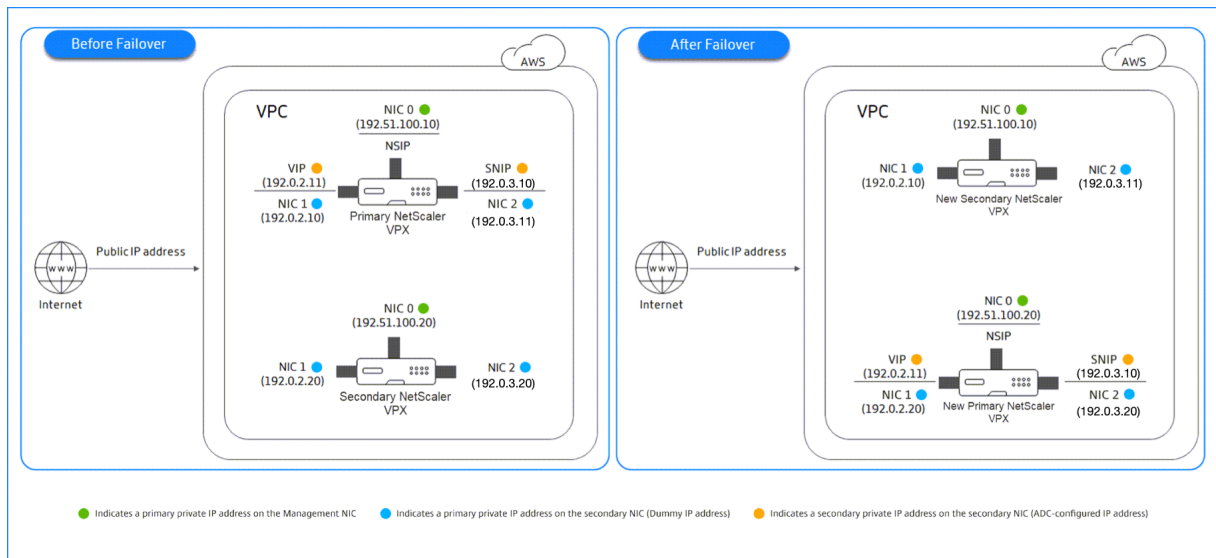 Before Failover
AWS
VPC
NIC 0
(192.51.100.10)
NSIP
VIP
(192.0.2.11)
NIC 1
(192.0.2.10)
SNIP
(192.0.3.10)
NIC 2
(192.0.3.11)
Primary NetScaler
VPX
Public IP address
www
Internet
NIC 0
(192.51.100.20)
NIC 1
(192.0.2.20)
NIC 2
(192.0.3.20)
Secondary NetScaler
VPX
After Failover
AWS
VPC
NIC 0
(192.51.100.10)
NIC 1
(192.0.2.10)
NIC 2
(192.0.3.11)
New Secondary NetScaler
VPX
Public IP address
www
Internet
NIC 0
(192.51.100.20)
NSIP
VIP
(192.0.2.11)
NIC 1
(192.0.2.20)
SNIP
(192.0.3.10)
NIC 2
(192.0.3.20)
New Primary NetScaler
VPX
Indicates a primary private IP address on the Management NIC
Indicates a primary private IP address on the secondary NIC (Dummy IP address)
Indicates a secondary private IP address on the secondary NIC (ADC-configured IP address)